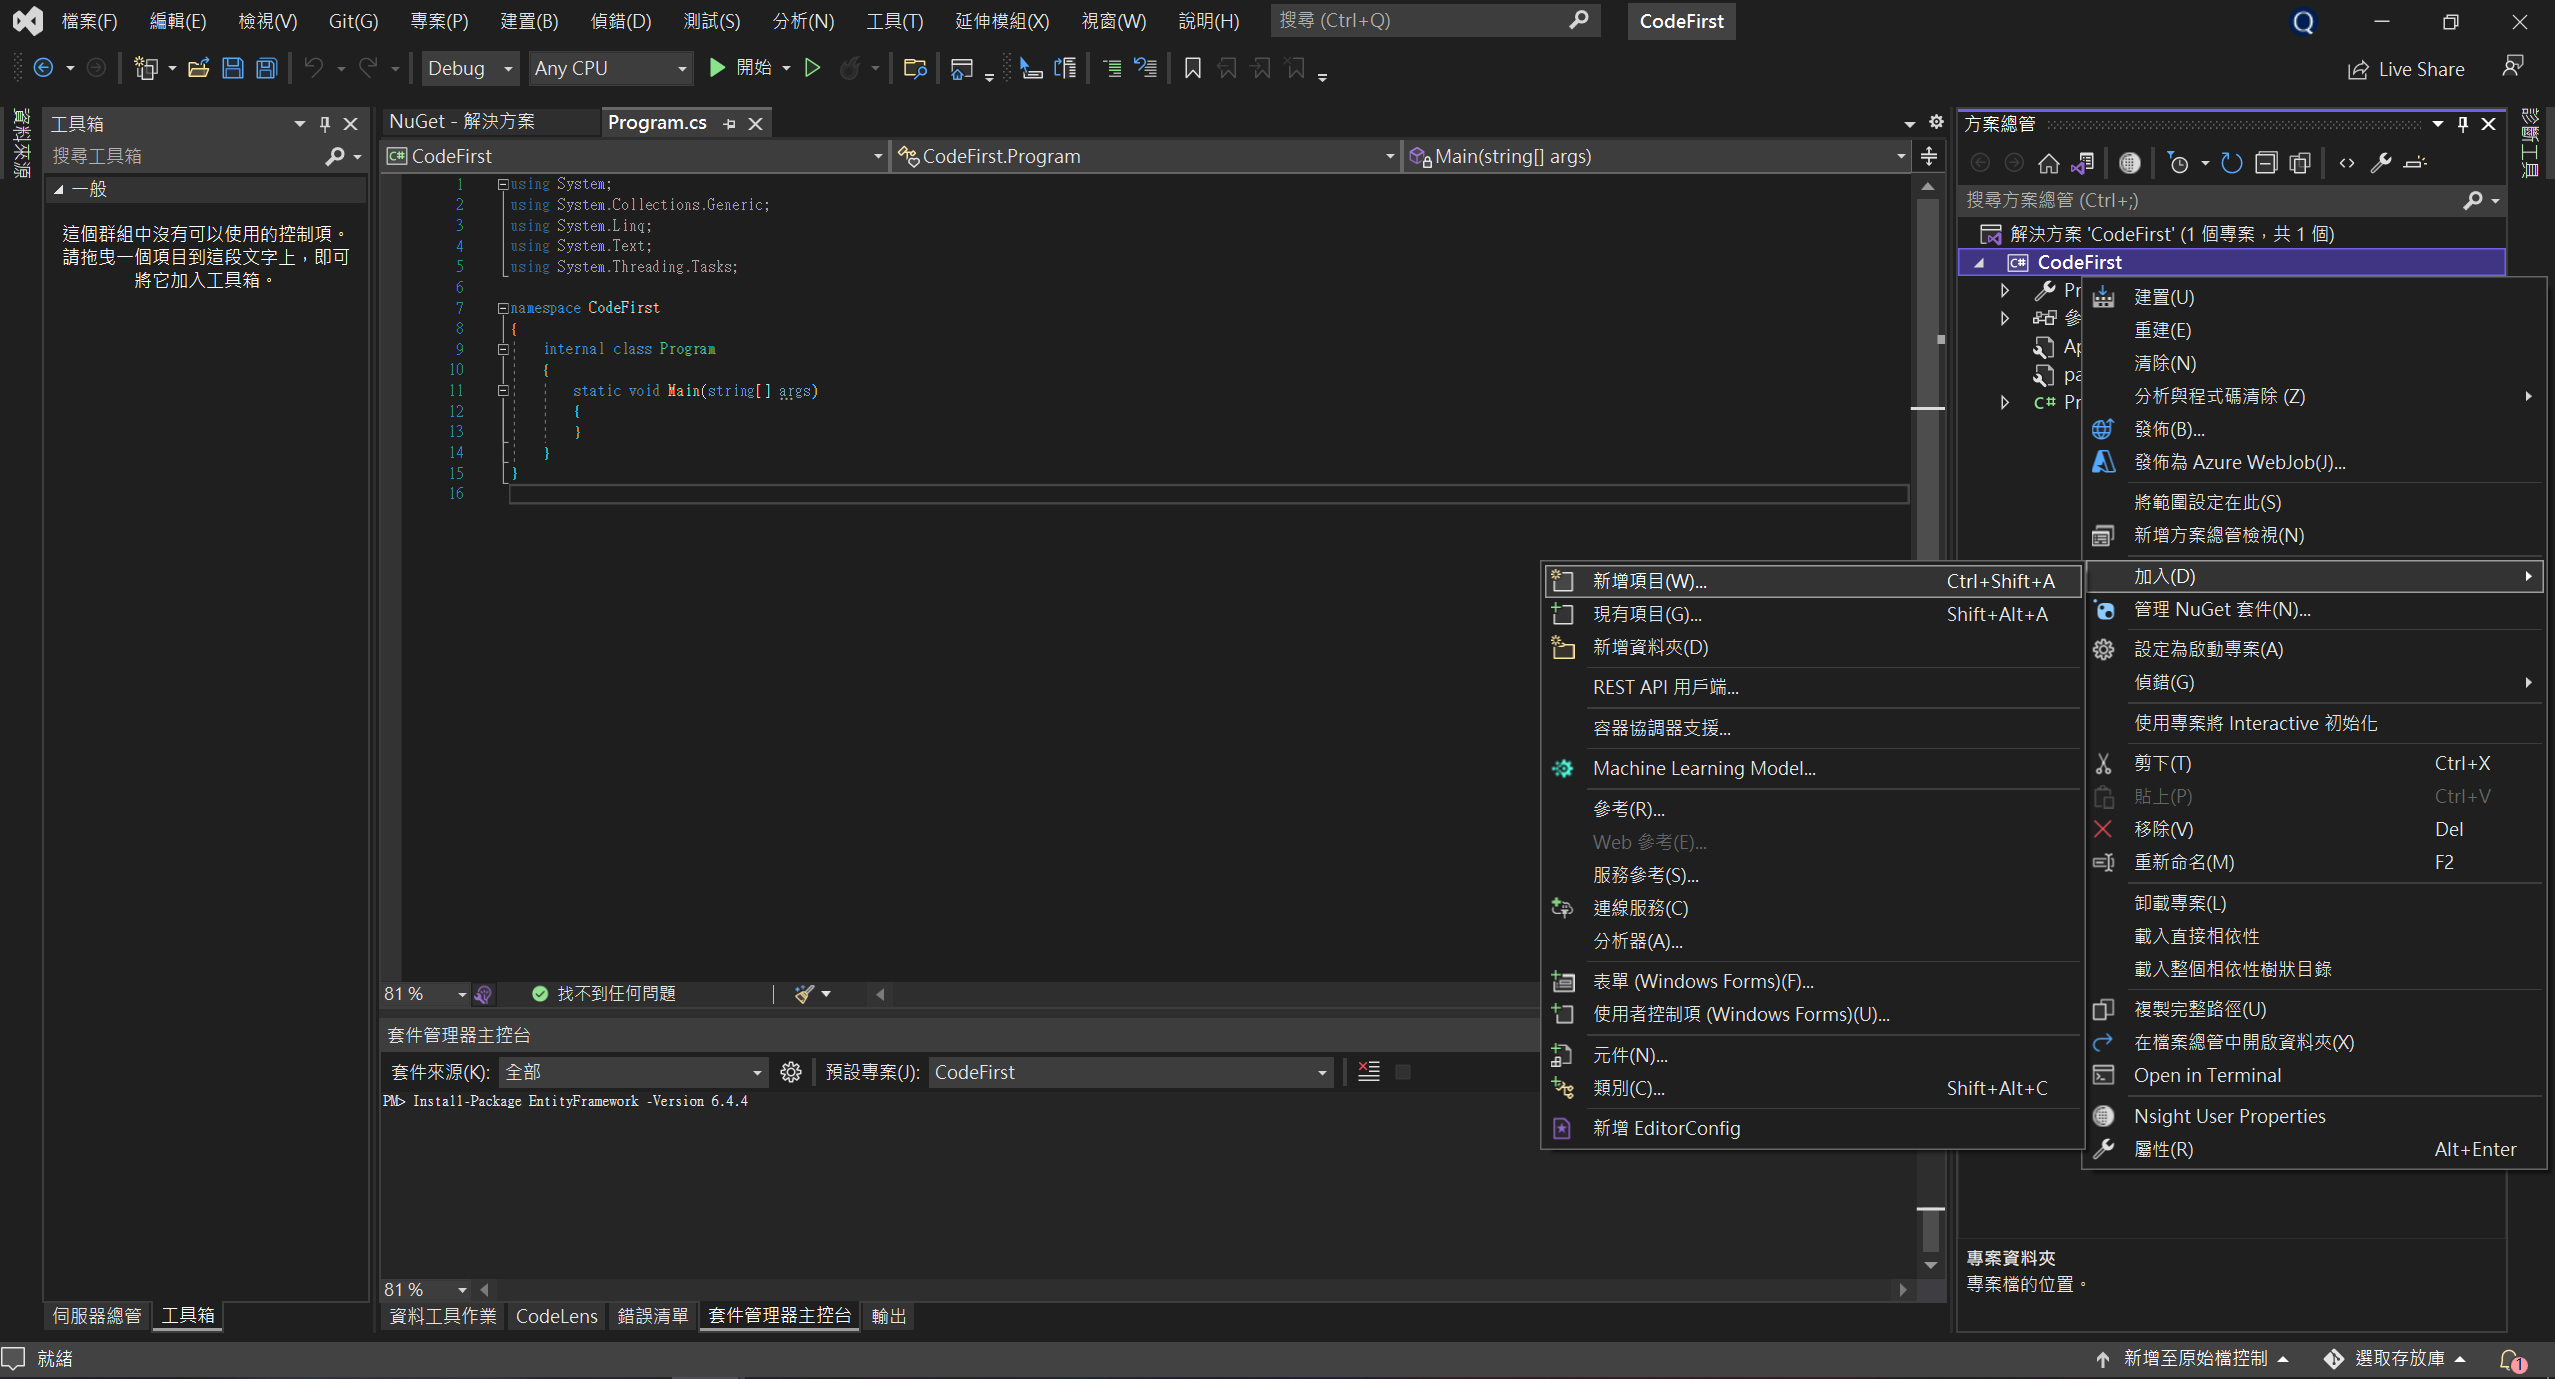 檔案(F) 編輯(E) 檢視(V) Git(G) 專案(P) 建置(B) 偵錯(D) 測試(S) 分析(N) 工具(T) 延伸模組(X) 視窗(W) 說明(H) 搜尋 (Ctrl+Q) CodeFirst Q
Debug Any CPU 開始 Live Share
資料來源
工具箱
搜尋工具箱
一般
這個群組中沒有可以使用的控制項。
請拖曳一個項目到這段文字上，即可
將它加入工具箱。
伺服器總管 工具箱
NuGet - 解決方案 Program.cs
CodeFirst CodeFirst.Program Main(string[] args)
1 using System;
2 using System.Collections.Generic;
3 using System.Linq;
4 using System.Text;
5 using System.Threading.Tasks;
6
7 namespace CodeFirst
8 {
9 internal class Program
10 {
11 static void Main(string[] args)
12 {
13 }
14 }
15 }
16
81 % 找不到任何問題
套件管理器主控台
套件來源(K): 全部 預設專案(J): CodeFirst
PM> Install-Package EntityFramework -Version 6.4.4
81 %
資料工具作業 CodeLens 錯誤清單 套件管理器主控台 輸出
新增項目(W)... Ctrl+Shift+A
現有項目(G)... Shift+Alt+A
新增資料夾(D)
REST API 用戶端...
容器協調器支援...
Machine Learning Model...
參考(R)...
Web 參考(E)...
服務參考(S)...
連線服務(C)
分析器(A)...
表單 (Windows Forms)(F)...
使用者控制項 (Windows Forms)(U)...
元件(N)...
類別(C)... Shift+Alt+C
新增 EditorConfig
方案總管
搜尋方案總管 (Ctrl+;)
解決方案 'CodeFirst' (1 個專案，共 1 個)
C# CodeFirst
Pr
參
Ap
pa
C# Pr
建置(U)
重建(E)
清除(N)
分析與程式碼清除 (Z)
發佈(B)...
發佈為 Azure WebJob(J)...
將範圍設定在此(S)
新增方案總管檢視(N)
加入(D)
管理 NuGet 套件(N)...
設定為啟動專案(A)
偵錯(G)
使用專案將 Interactive 初始化
剪下(T) Ctrl+X
貼上(P) Ctrl+V
移除(V) Del
重新命名(M) F2
卸載專案(L)
載入直接相依性
載入整個相依性樹狀目錄
複製完整路徑(U)
在檔案總管中開啟資料夾(X)
Open in Terminal
Nsight User Properties
屬性(R) Alt+Enter
專案資料夾
專案檔的位置。
診斷工具
就緒 新增至原始檔控制 選取存放庫 1